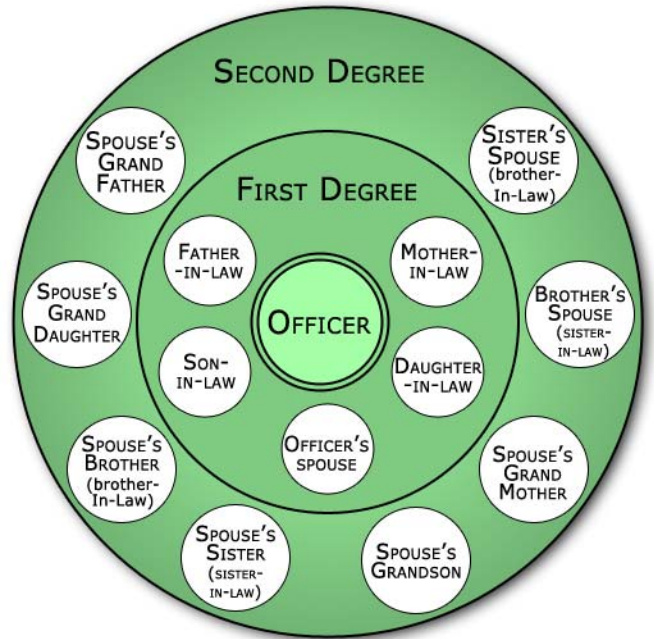 SECOND DEGREE
SPOUSE'S
GRAND
FATHER
SISTER'S
SPOUSE
(brother-
In-Law)
FIRST DEGREE
FATHER
-IN-LAW
MOTHER-
IN-LAW
SPOUSE'S
GRAND
DAUGHTER
OFFICER
BROTHER'S
SPOUSE
(SISTER-
IN-LAW)
SON-
IN-LAW
DAUGHTER
-IN-LAW
OFFICER'S
SPOUSE
SPOUSE'S
BROTHER
(brother-
In-Law)
SPOUSE'S
GRAND
MOTHER
SPOUSE'S
SISTER
(SISTER-
IN-LAW)
SPOUSE'S
GRANDSON